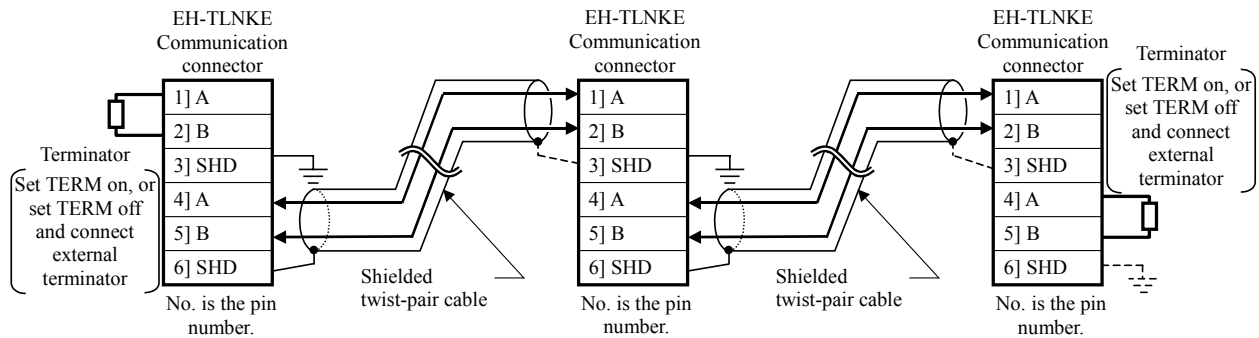 EH-TLNKE
Communication
connector
1] A
2] B
3] SHD
4] A
5] B
6] SHD
No. is the pin
number.
Terminator
Set TERM on, or
set TERM off
and connect
external
terminator
Shielded
twist-pair cable
EH-TLNKE
Communication
connector
1] A
2] B
3] SHD
4] A
5] B
6] SHD
No. is the pin
number.
Shielded
twist-pair cable
EH-TLNKE
Communication
connector
1] A
2] B
3] SHD
4] A
5] B
6] SHD
No. is the pin
number.
Terminator
Set TERM on, or
set TERM off
and connect
external
terminator